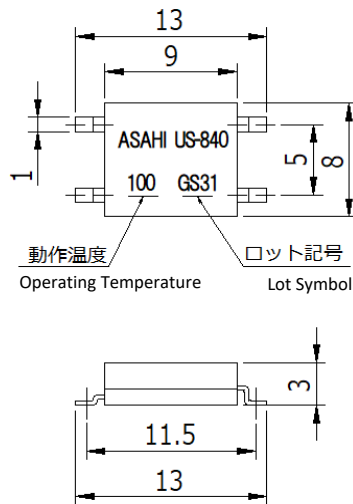 13
9
ASAHI US-840
1
5
8
100 GS31
動作温度
Operating Temperature
ロット記号
Lot Symbol
3
11.5
13